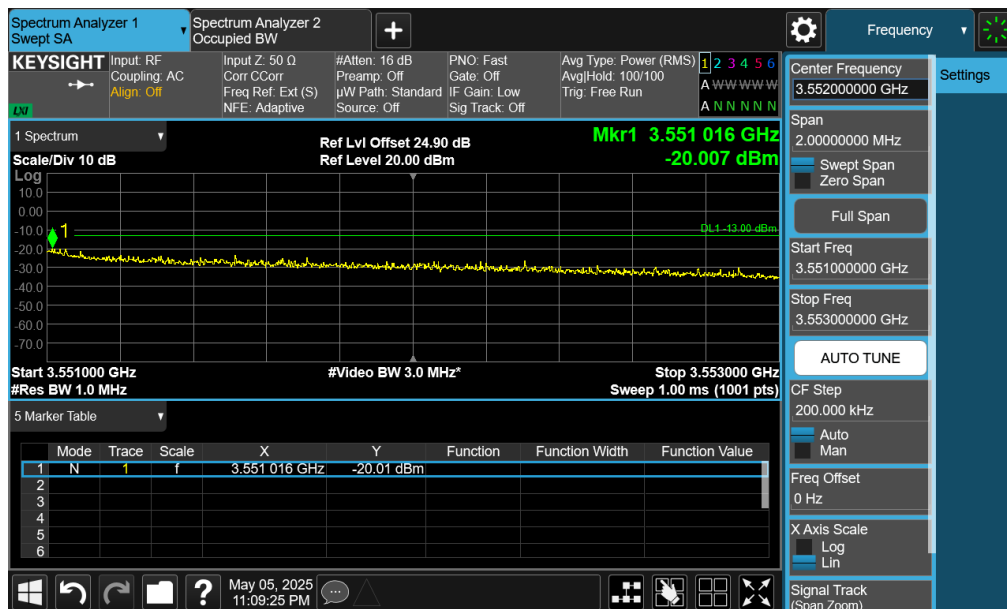 Spectrum Analyzer 1
Swept SA
Spectrum Analyzer 2
Occupied BW
Frequency
KEYSIGHT
LXI
Input: RF
Coupling: AC
Align: Off
Input Z: 50 Ω
Corr CCorr
Freq Ref: Ext (S)
NFE: Adaptive
#Atten: 16 dB
Preamp: Off
µW Path: Standard
Source: Off
PNO: Fast
Gate: Off
IF Gain: Low
Sig Track: Off
Avg Type: Power (RMS)
Avg|Hold: 100/100
Trig: Free Run
1 2 3 4 5 6
A W W W W W
A N N N N N
1 Spectrum
Scale/Div 10 dB
Ref Lvl Offset 24.90 dB
Ref Level 20.00 dBm
Mkr1 3.551 016 GHz
-20.007 dBm
Log
10.0
0.00
-10.0
-20.0
-30.0
-40.0
-50.0
-60.0
-70.0
1
DL1 -13.00 dBm
Start 3.551000 GHz
#Video BW 3.0 MHz*
Stop 3.553000 GHz
#Res BW 1.0 MHz
Sweep 1.00 ms (1001 pts)
5 Marker Table
Mode Trace Scale X Y Function Function Width Function Value
1 N 1 f 3.551 016 GHz -20.01 dBm
2
3
4
5
6
?
May 05, 2025
11:09:25 PM
Center Frequency
3.552000000 GHz
Settings
Span
2.00000000 MHz
Swept Span
Zero Span
Full Span
Start Freq
3.551000000 GHz
Stop Freq
3.553000000 GHz
AUTO TUNE
CF Step
200.000 kHz
Auto
Man
Freq Offset
0 Hz
X Axis Scale
Log
Lin
Signal Track
(Span Zoom)